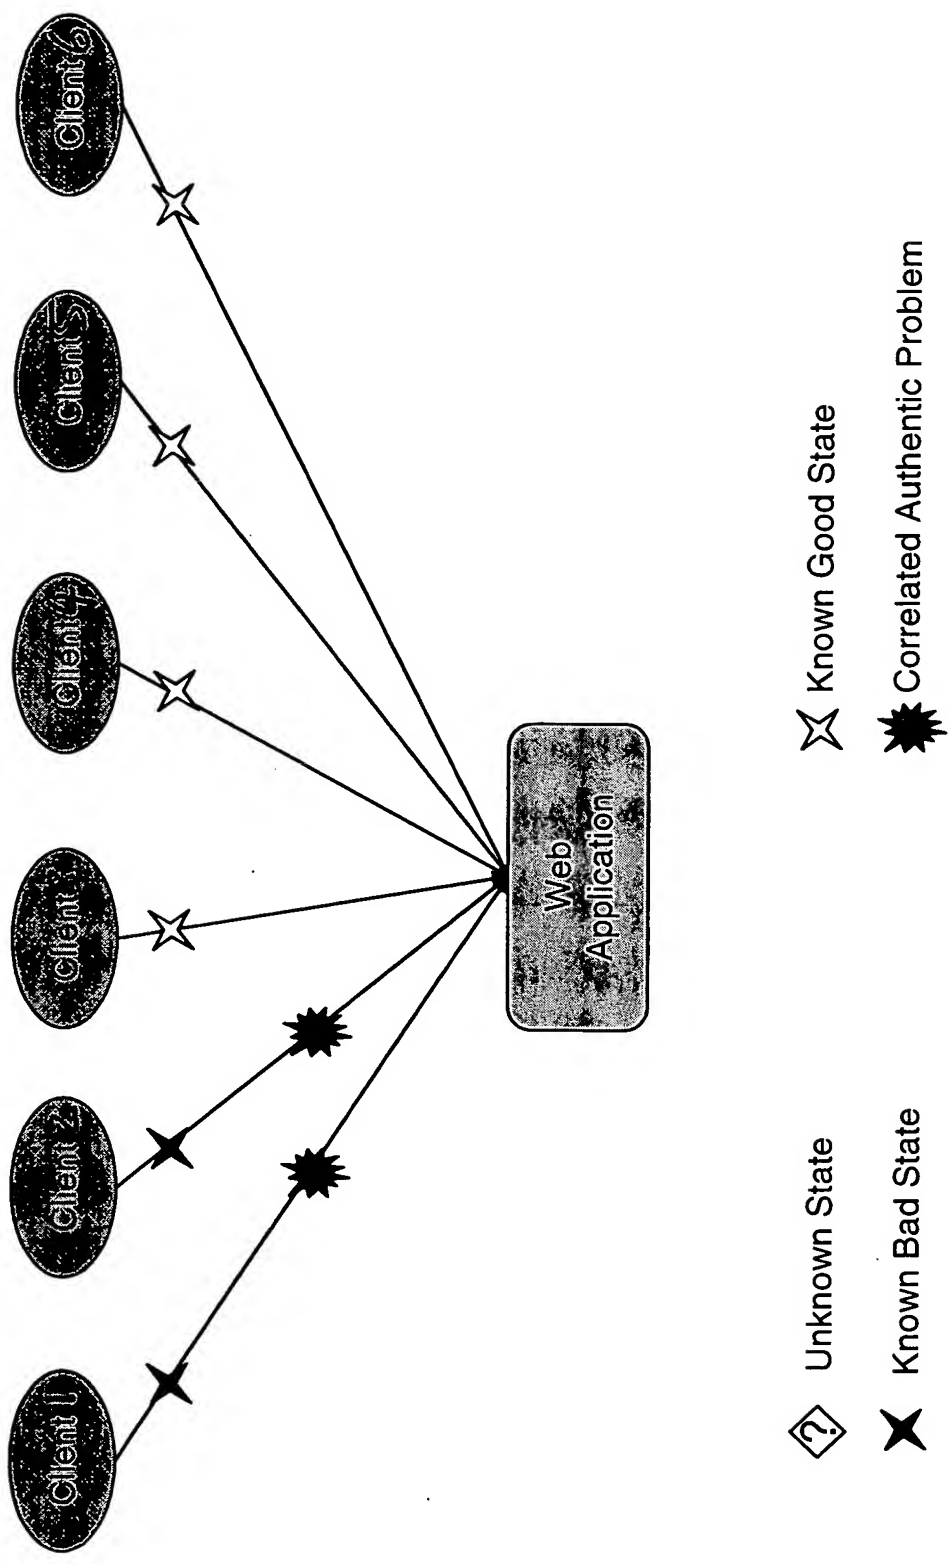 Client 1
Client 2
Client 3
Client 4
Client 5
Client 6
Web
Application
? Unknown State
Known Good State
Known Bad State
Correlated Authentic Problem